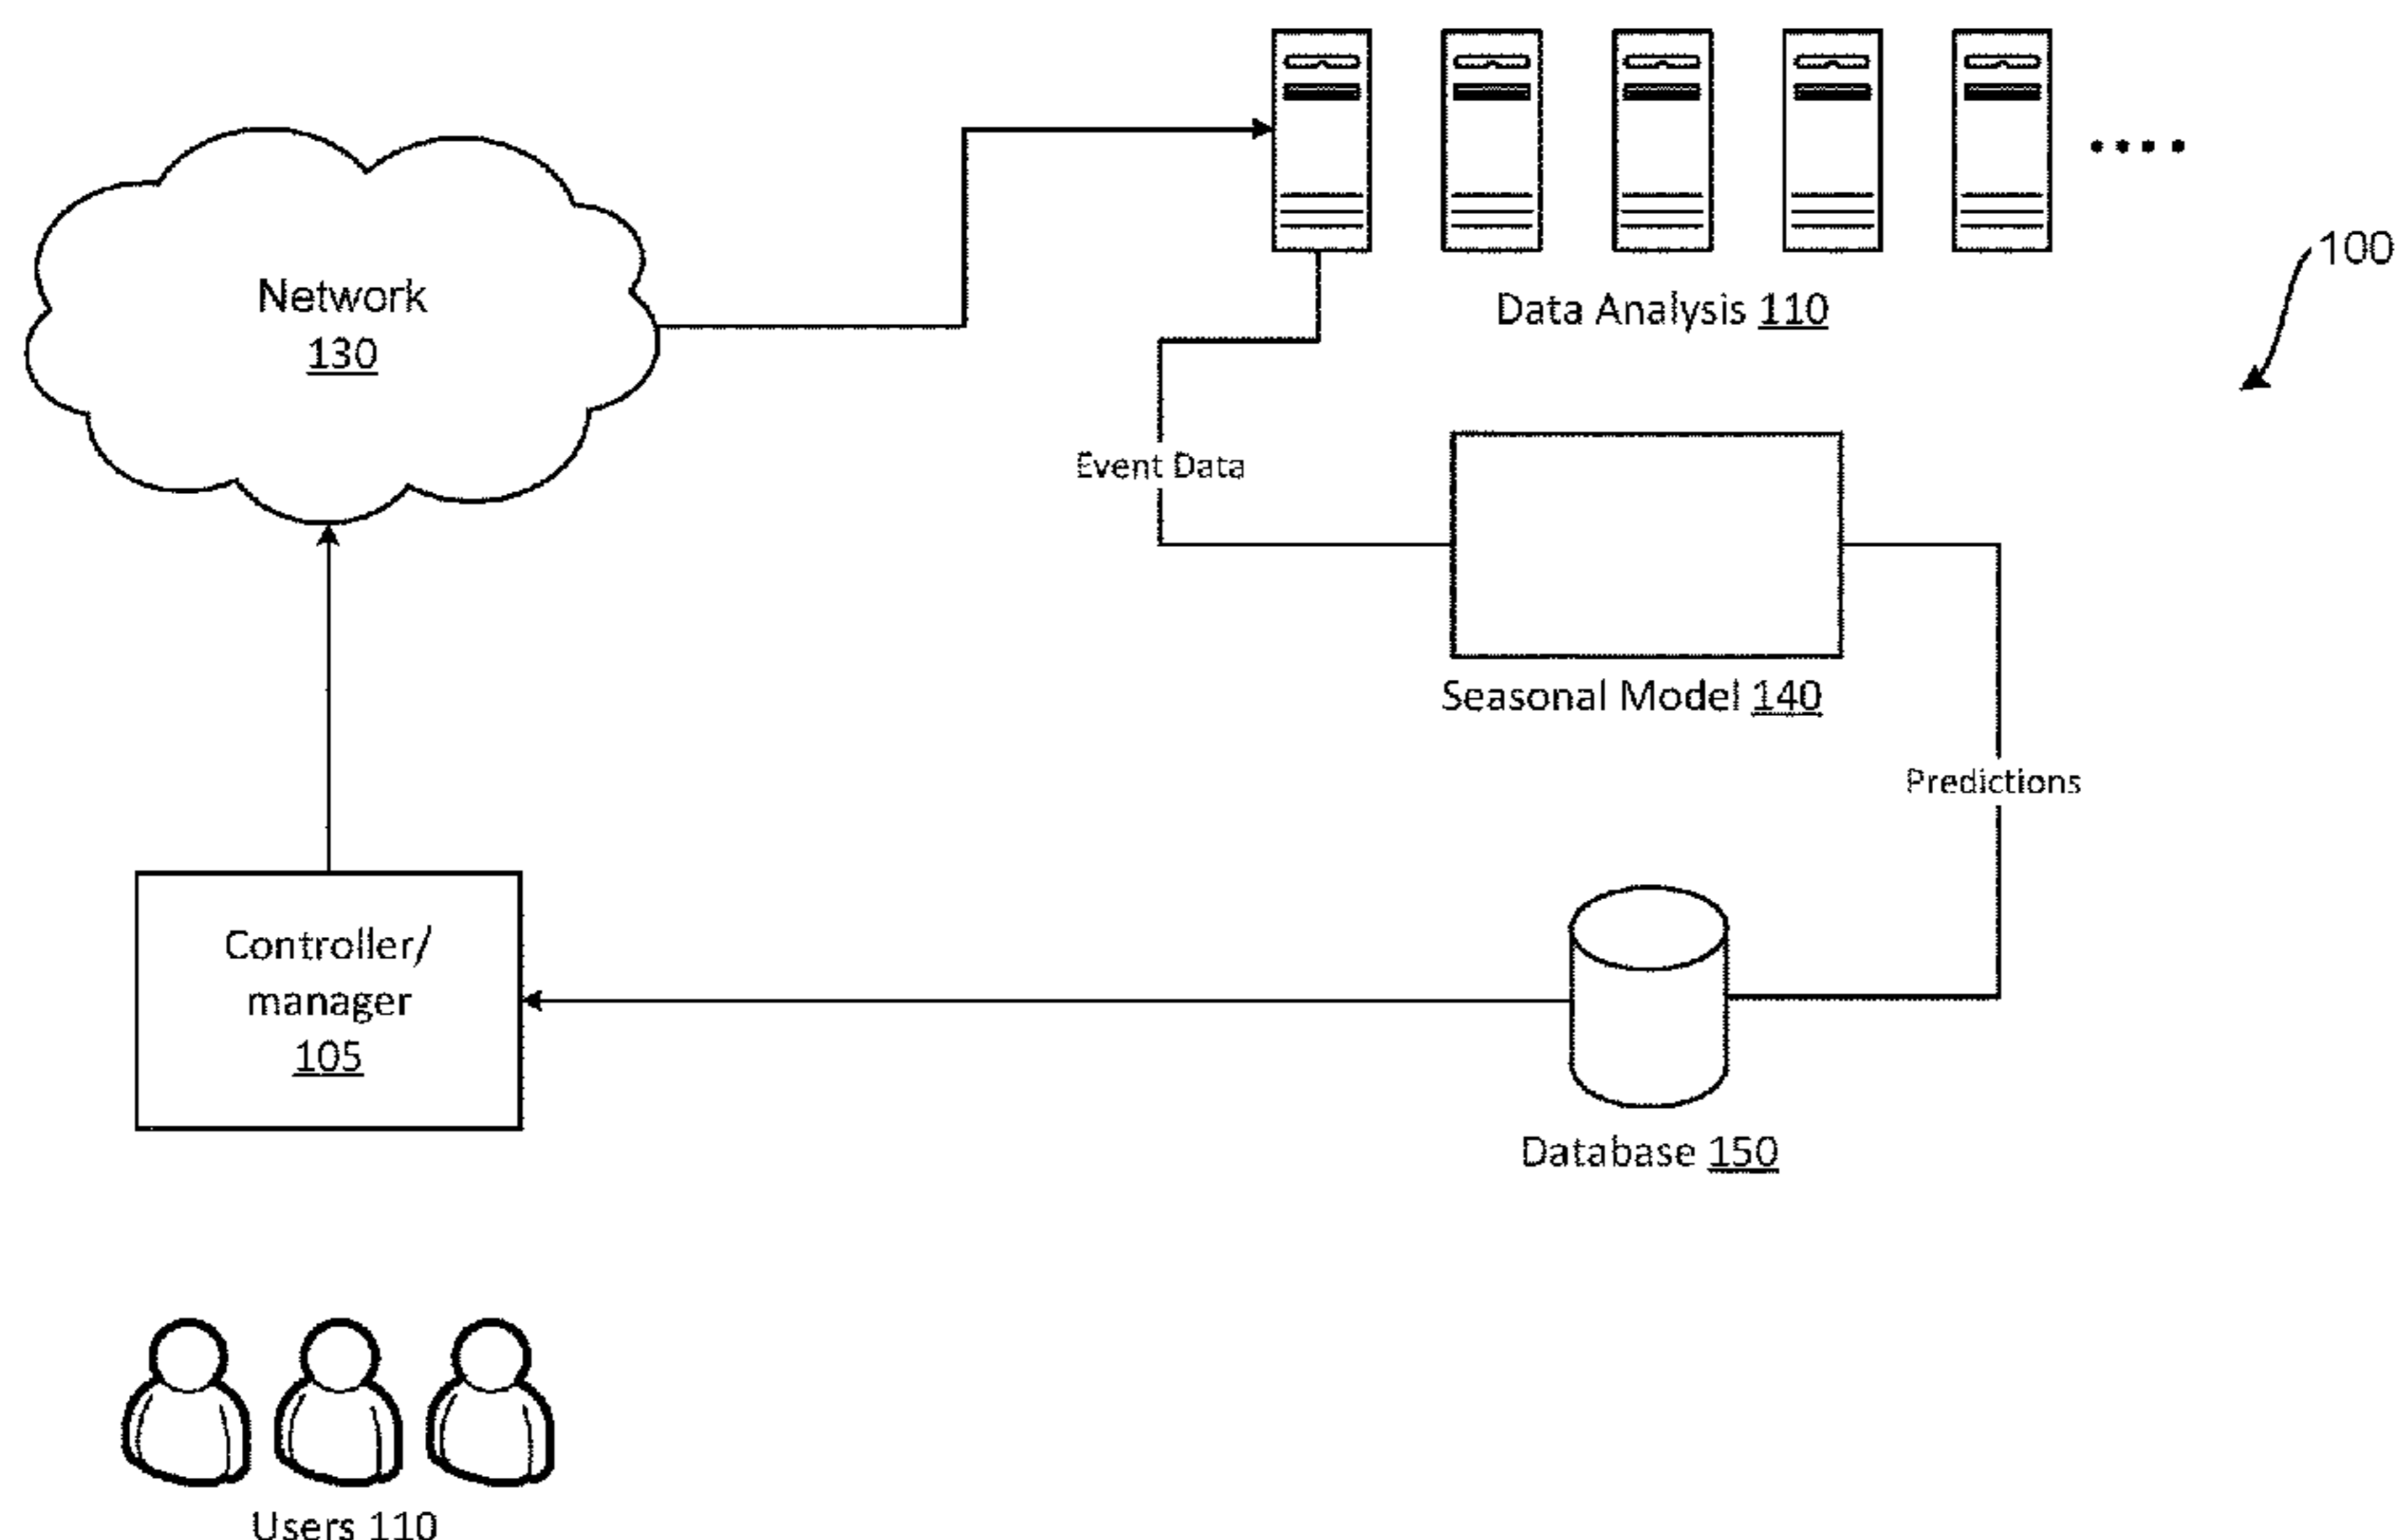 Network
130
Data Analysis 110
100
Event Data
Seasonal Model 140
Predictions
Controller/
manager
105
Database 150
Users 110